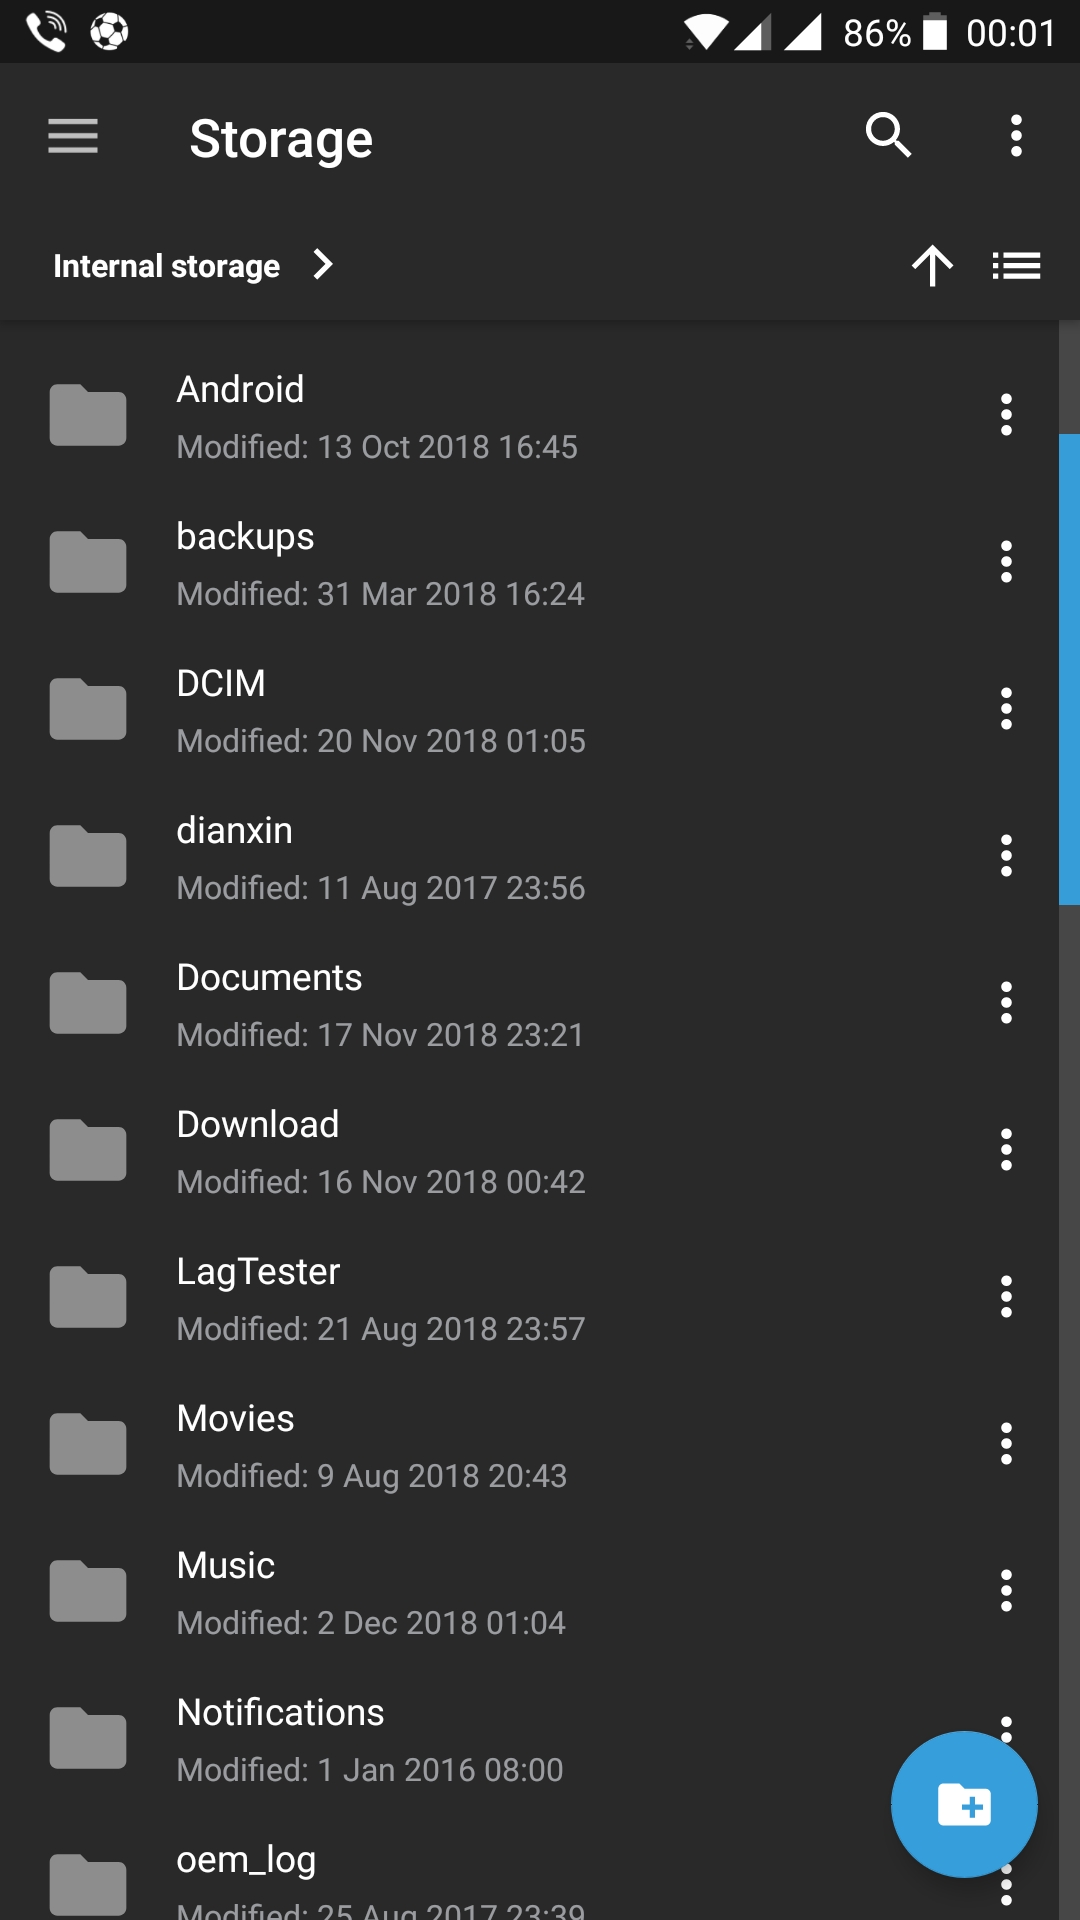 86% 00:01
Storage
Internal storage
Android
Modified: 13 Oct 2018 16:45
backups
Modified: 31 Mar 2018 16:24
DCIM
Modified: 20 Nov 2018 01:05
dianxin
Modified: 11 Aug 2017 23:56
Documents
Modified: 17 Nov 2018 23:21
Download
Modified: 16 Nov 2018 00:42
LagTester
Modified: 21 Aug 2018 23:57
Movies
Modified: 9 Aug 2018 20:43
Music
Modified: 2 Dec 2018 01:04
Notifications
Modified: 1 Jan 2016 08:00
oem_log
Modified: 25 Aug 2017 23:39